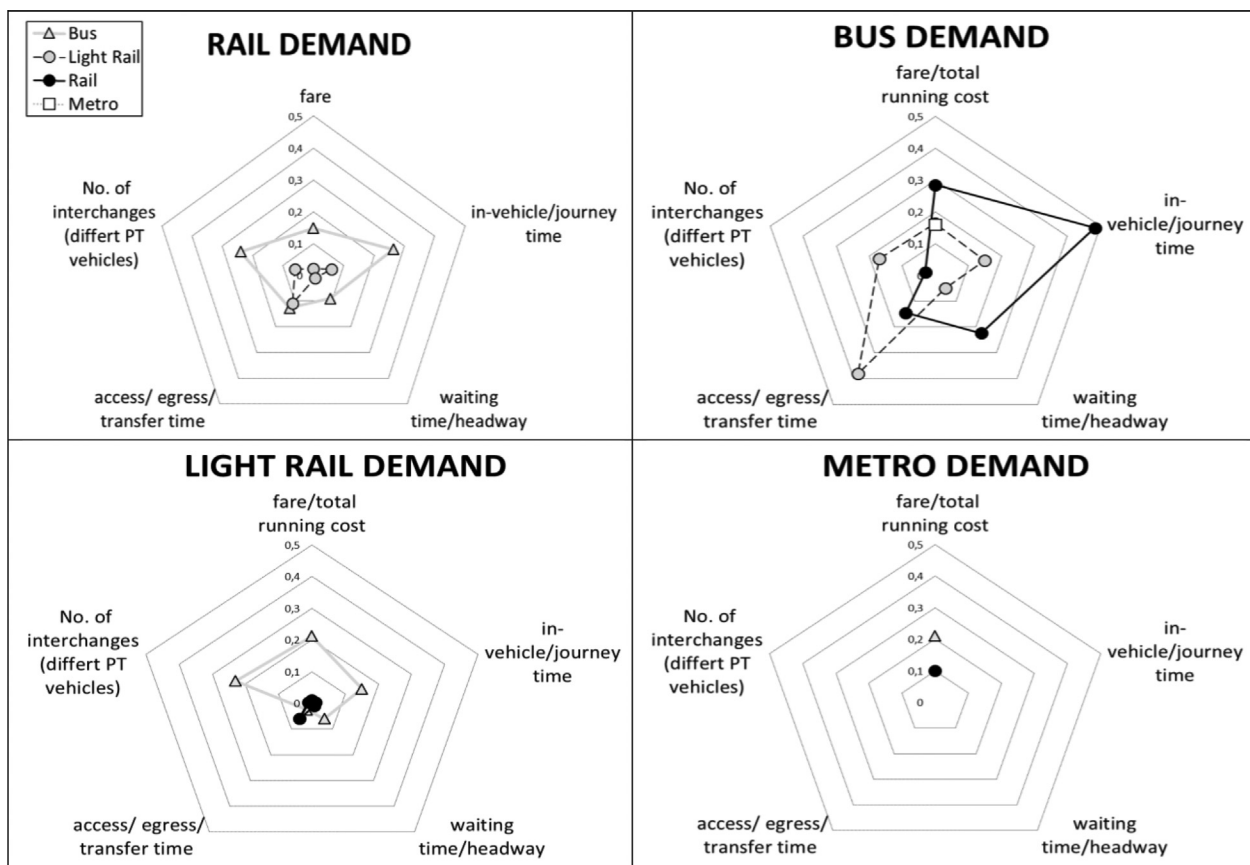 Bus
Light Rail
Rail
Metro
RAIL DEMAND
fare
0,5
0,4
0,3
0,2
0,1
0
No. of
interchanges
(differt PT
vehicles)
in-vehicle/journey
time
access/ egress/
transfer time
waiting
time/headway
BUS DEMAND
fare/total
running cost
0,5
0,4
0,3
0,2
0,1
No. of
interchanges
(differt PT
vehicles)
in-
vehicle/journey
time
access/ egress/
transfer time
waiting
time/headway
LIGHT RAIL DEMAND
fare/total
running cost
0,5
0,4
0,3
0,2
0,1
0
No. of
interchanges
(differt PT
vehicles)
in-
vehicle/journey
time
access/ egress/
transfer time
waiting
time/headway
METRO DEMAND
fare/total
running cost
0,5
0,4
0,3
0,2
0,1
0
No. of
interchanges
(differt PT
vehicles)
in-
vehicle/journey
time
access/ egress/
transfer time
waiting
time/headway